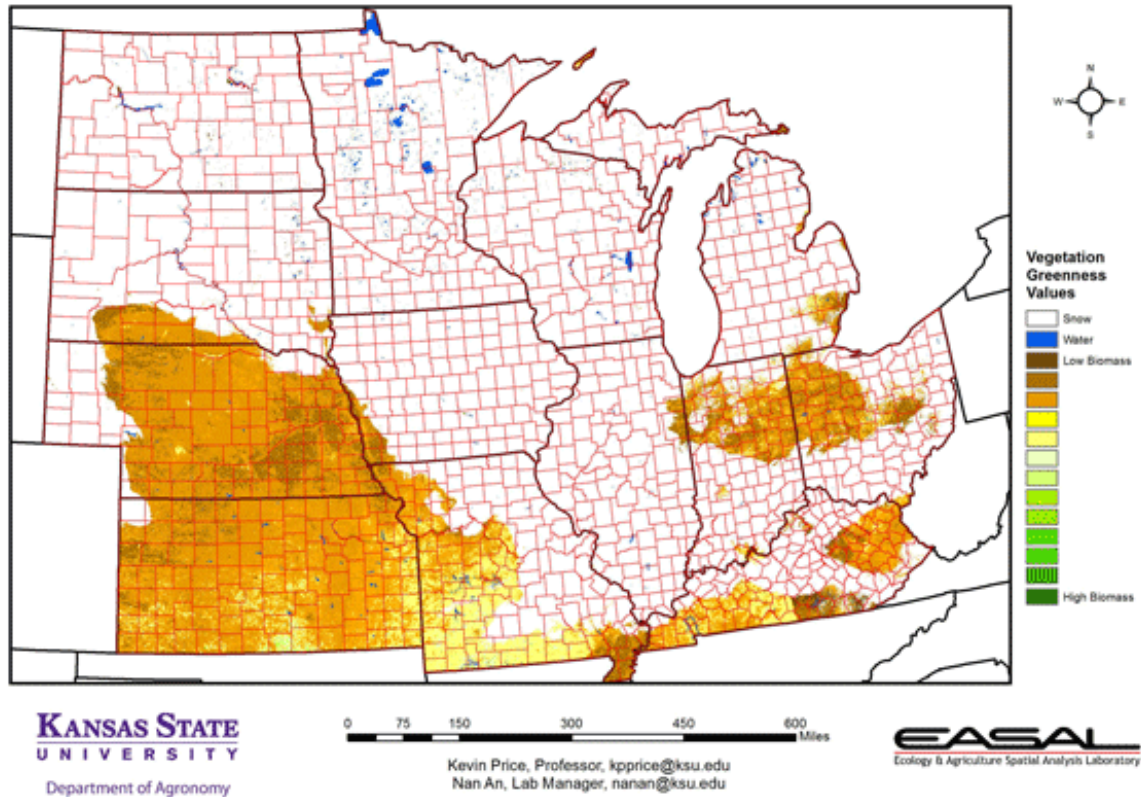 N
W
E
S
Vegetation
Greenness
Values
Snow
Water
Low Biomass
High Biomass
KANSAS STATE
UNIVERSITY
Department of Agronomy
0 75 150 300 450 600
Miles
Kevin Price, Professor, kpprice@ksu.edu
Nan An, Lab Manager, nanan@ksu.edu
EASAL
Ecology & Agriculture Spatial Analysis Laboratory